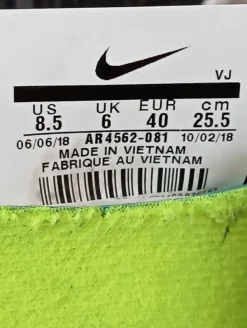 VJ
US UK EUR cm
8.5 6 40 25.5
06/06/18 AR4562-081 10/02/18
MADE IN VIETNAM
FABRIQUE AU VIETNAM